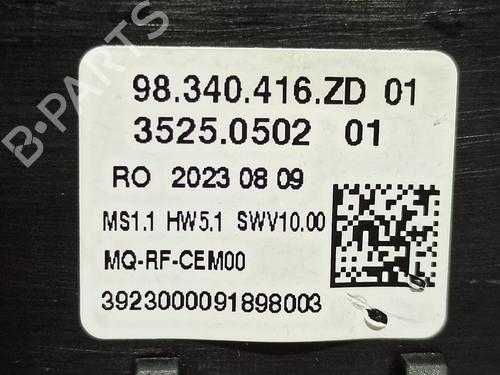 B-PARTS
98.340.416.ZD 01
3525.0502 01
RO 2023 08 09
MS1.1 HW5.1 SWV10.00
MQ-RF-CEM00
3923000091898003